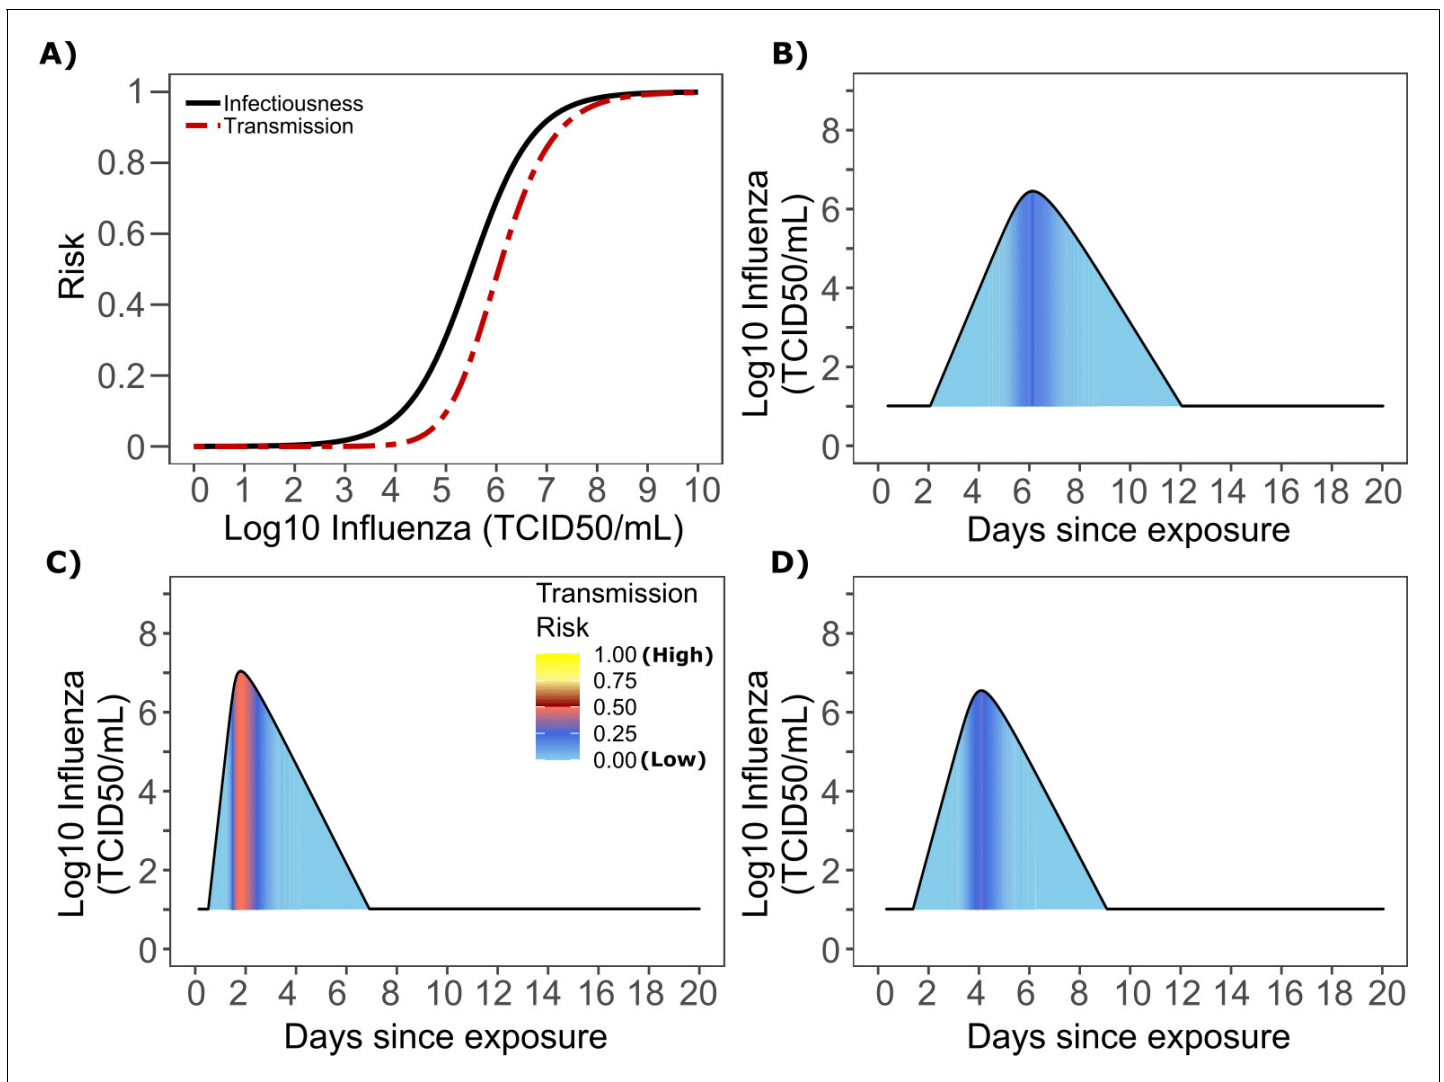 A)
1
0.8
0.6
0.4
0.2
0
Risk
Infectiousness
Transmission
0 1 2 3 4 5 6 7 8 9 10
Log10 Influenza (TCID50/mL)
B)
8
6
4
2
0
Log10 Influenza
(TCID50/mL)
0 2 4 6 8 10 12 14 16 18 20
Days since exposure
C)
8
6
4
2
0
Log10 Influenza
(TCID50/mL)
Transmission
Risk
1.00 (High)
0.75
0.50
0.25
0.00 (Low)
0 2 4 6 8 10 12 14 16 18 20
Days since exposure
D)
8
6
4
2
0
Log10 Influenza
(TCID50/mL)
0 2 4 6 8 10 12 14 16 18 20
Days since exposure